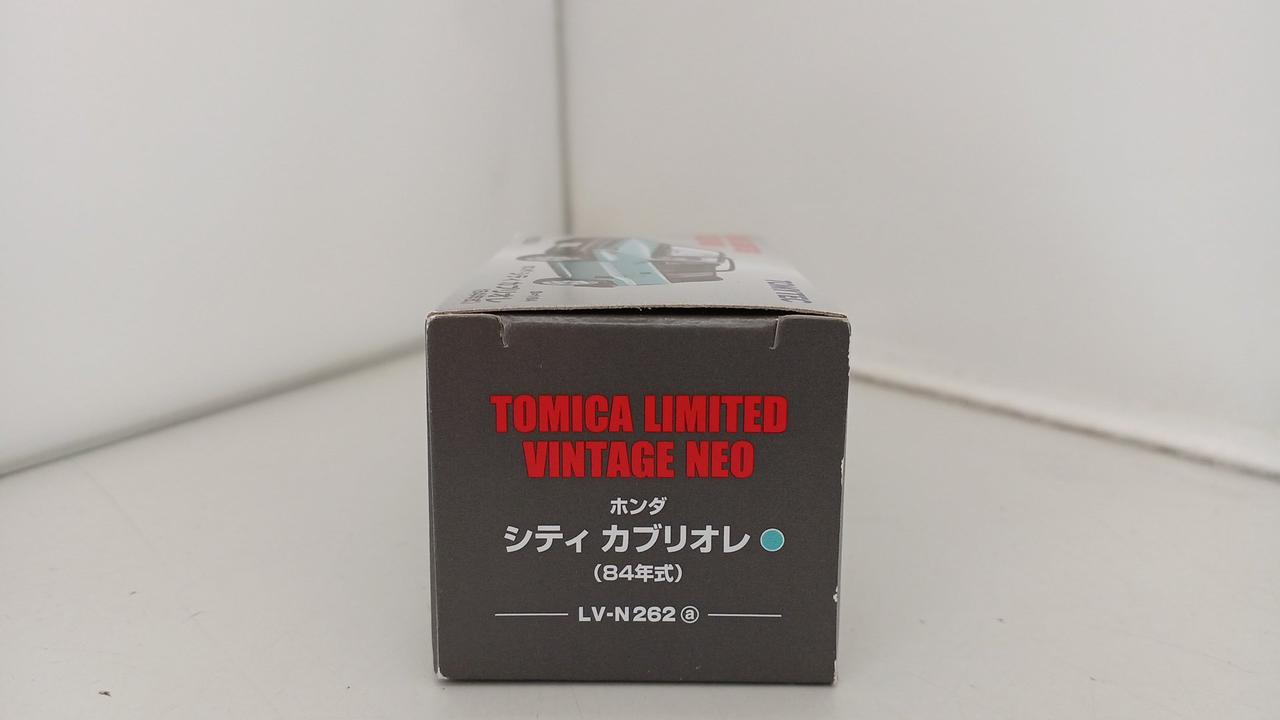 TOMICA LIMITED
VINTAGE NEO
ホンダ
シティ カブリオレ
（84年式）
LV-N262ⓐ